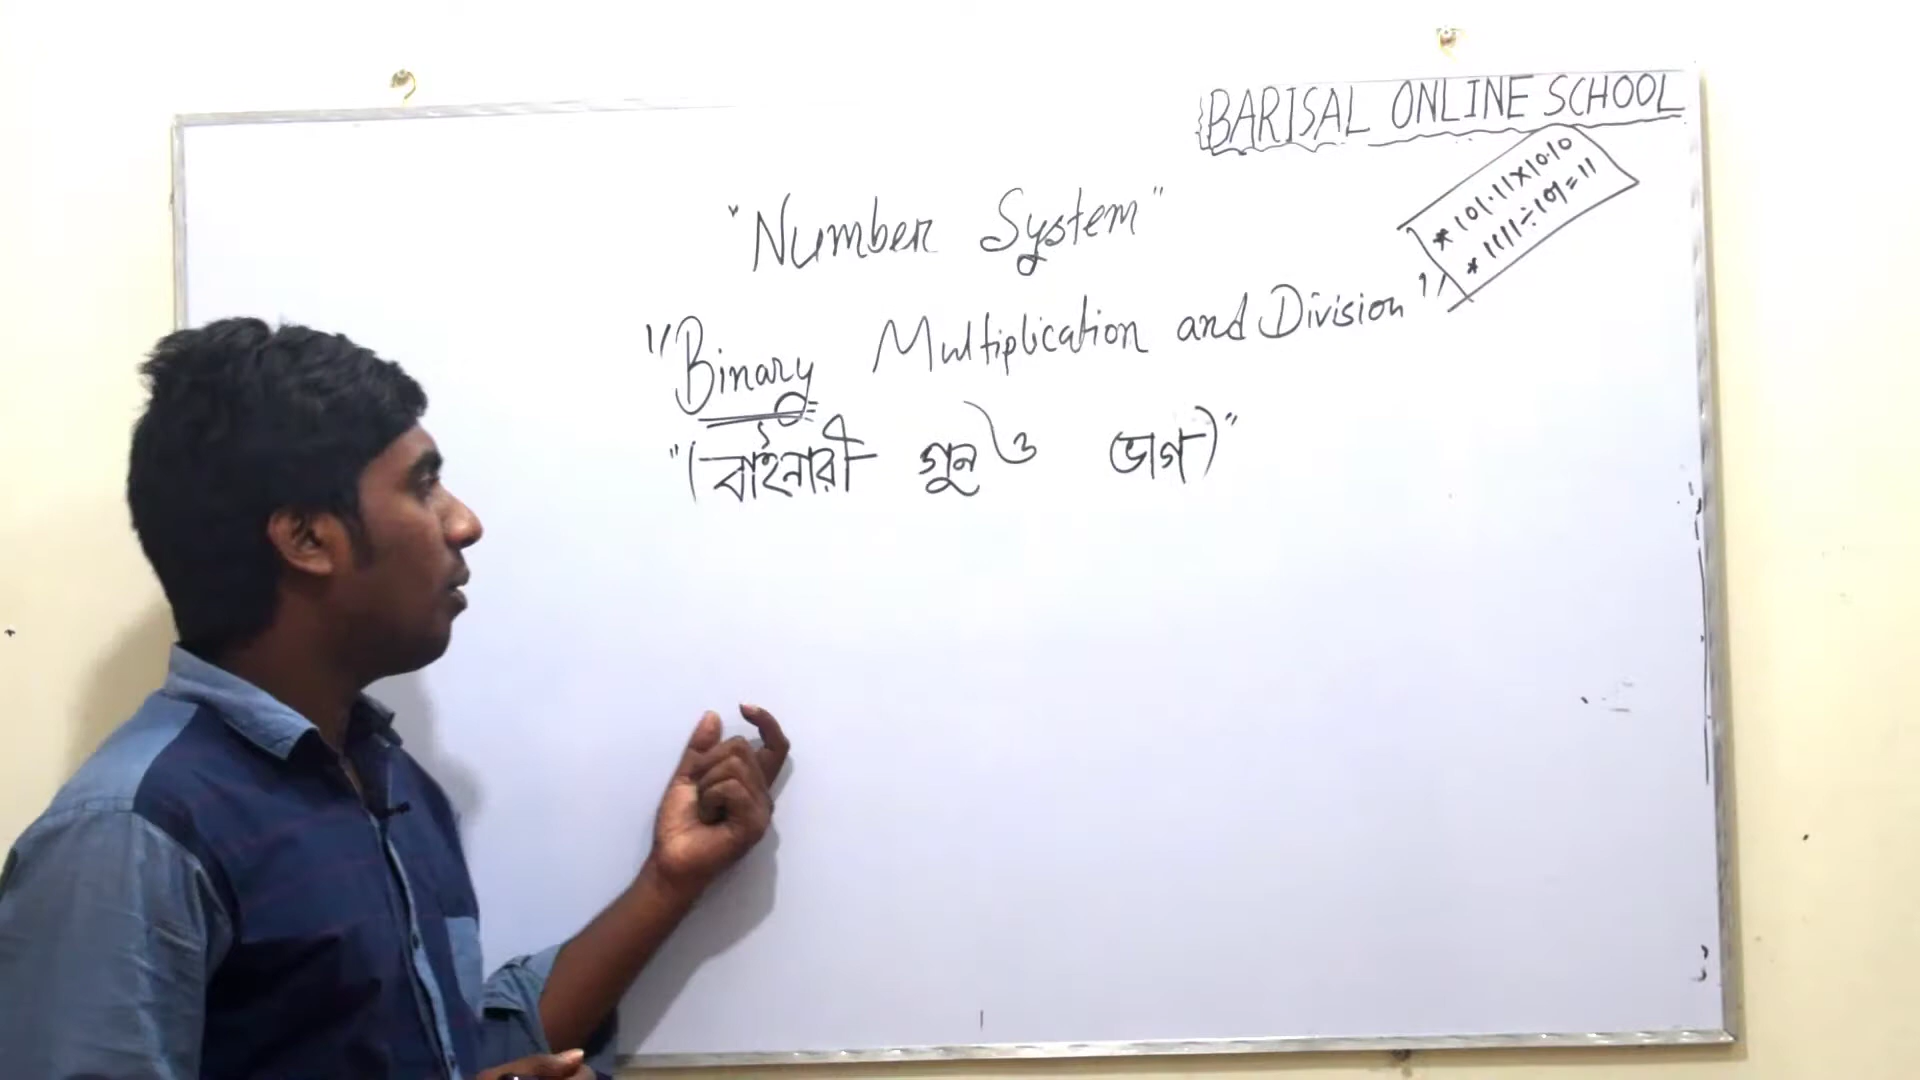 BARISAL ONLINE SCHOOL
* 101.11×10.10
* 1111÷101=11
"Number System"
"Binary Multiplication and Division"
"(বাইনারী গুন ও ভাগ)"